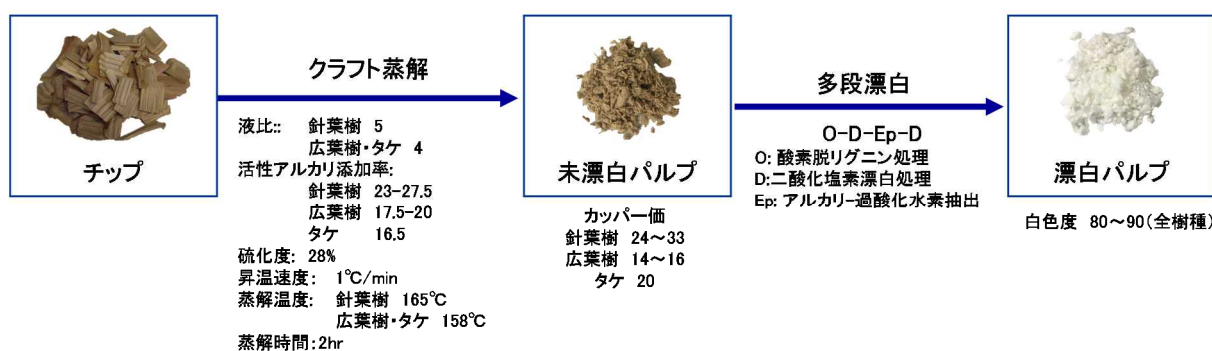 チップ
クラフト蒸解
液比:: 針葉樹 5
広葉樹・タケ 4
活性アルカリ添加率:
針葉樹 23-27.5
広葉樹 17.5-20
タケ 16.5
硫化度: 28%
昇温速度: 1℃/min
蒸解温度: 針葉樹 165℃
広葉樹・タケ 158℃
蒸解時間:2hr
未漂白パルプ
カッパー価
針葉樹 24~33
広葉樹 14~16
タケ 20
多段漂白
O-D-Ep-D
O: 酸素脱リグニン処理
D:二酸化塩素漂白処理
Ep: アルカリ-過酸化水素抽出
漂白パルプ
白色度 80~90(全樹種)